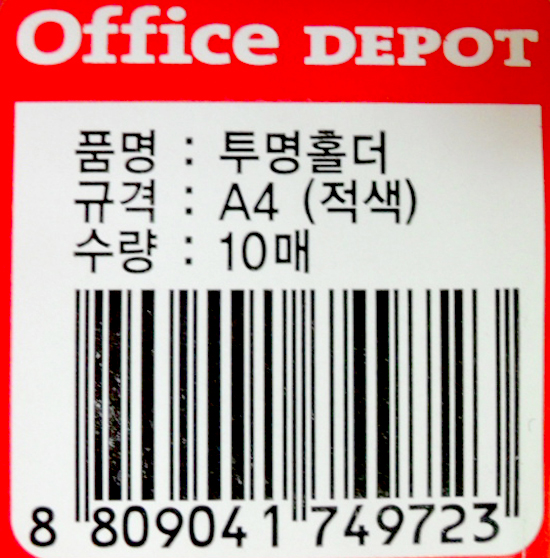 Office DEPOT
품명 : 투명홀더
규격 : A4 (적색)
수량 : 10매
8 809041 749723